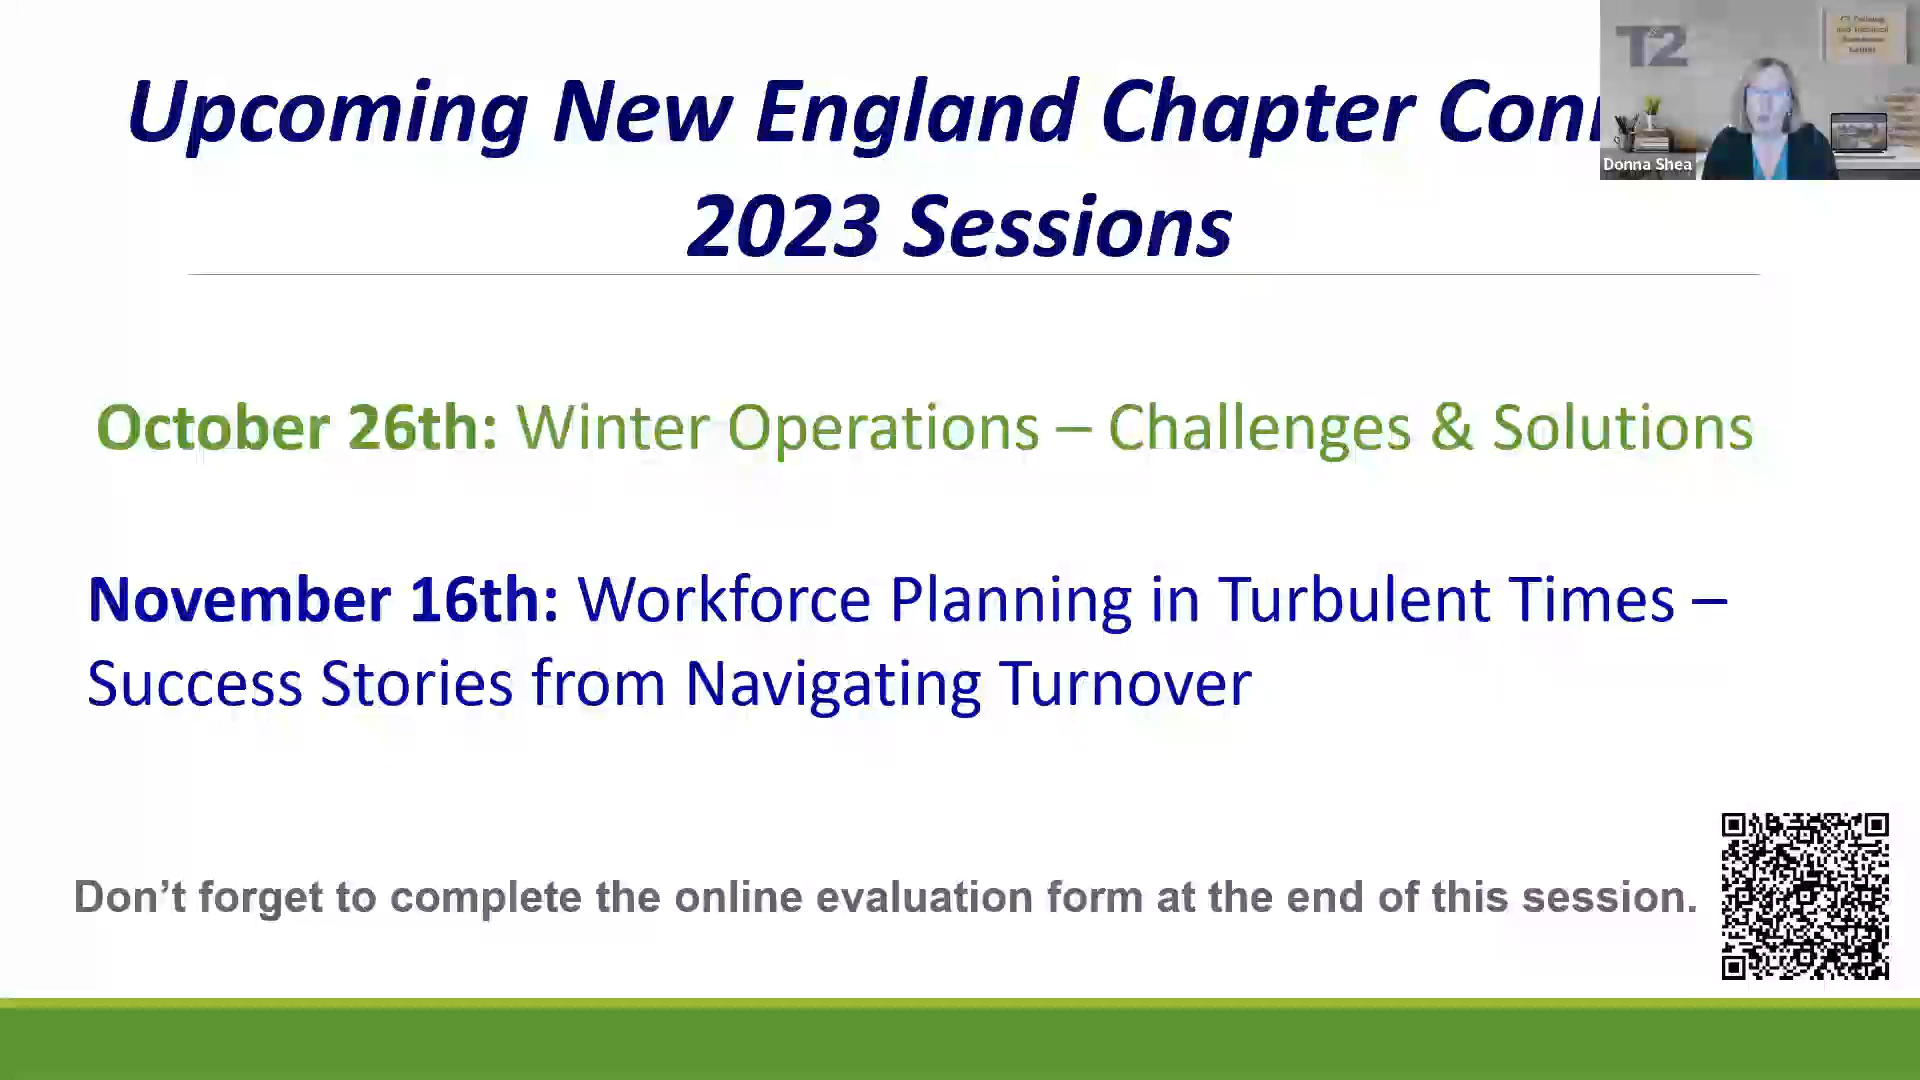 Upcoming New England Chapter Con
2023 Sessions
T2
Donna Shea
October 26th: Winter Operations – Challenges & Solutions
November 16th: Workforce Planning in Turbulent Times –
Success Stories from Navigating Turnover
Don’t forget to complete the online evaluation form at the end of this session.